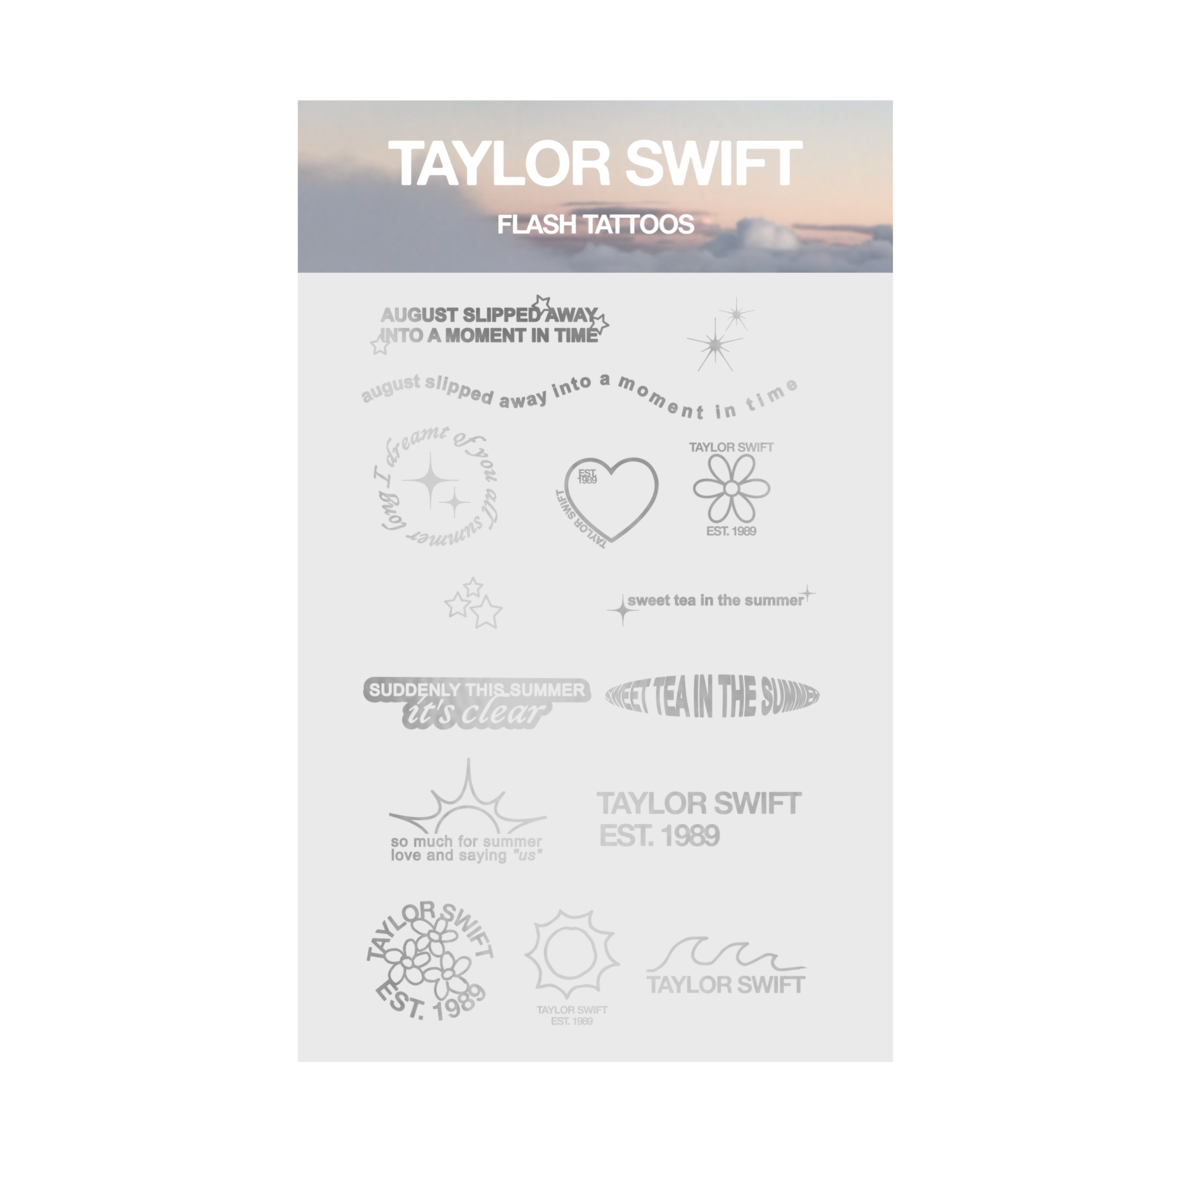 TAYLOR SWIFT
FLASH TATTOOS
AUGUST SLIPPED AWAY
INTO A MOMENT IN TIME
august slipped away into a moment in time
I dreamt of you all summer long
EST.
1989
TAYLOR SWIFT
TAYLOR SWIFT
EST. 1989
sweet tea in the summer
SUDDENLY THIS SUMMER
it's clear
SWEET TEA IN THE SUMMER
so much for summer
love and saying "us"
TAYLOR SWIFT
EST. 1989
TAYLOR SWIFT
EST. 1989
TAYLOR SWIFT
EST. 1989
TAYLOR SWIFT